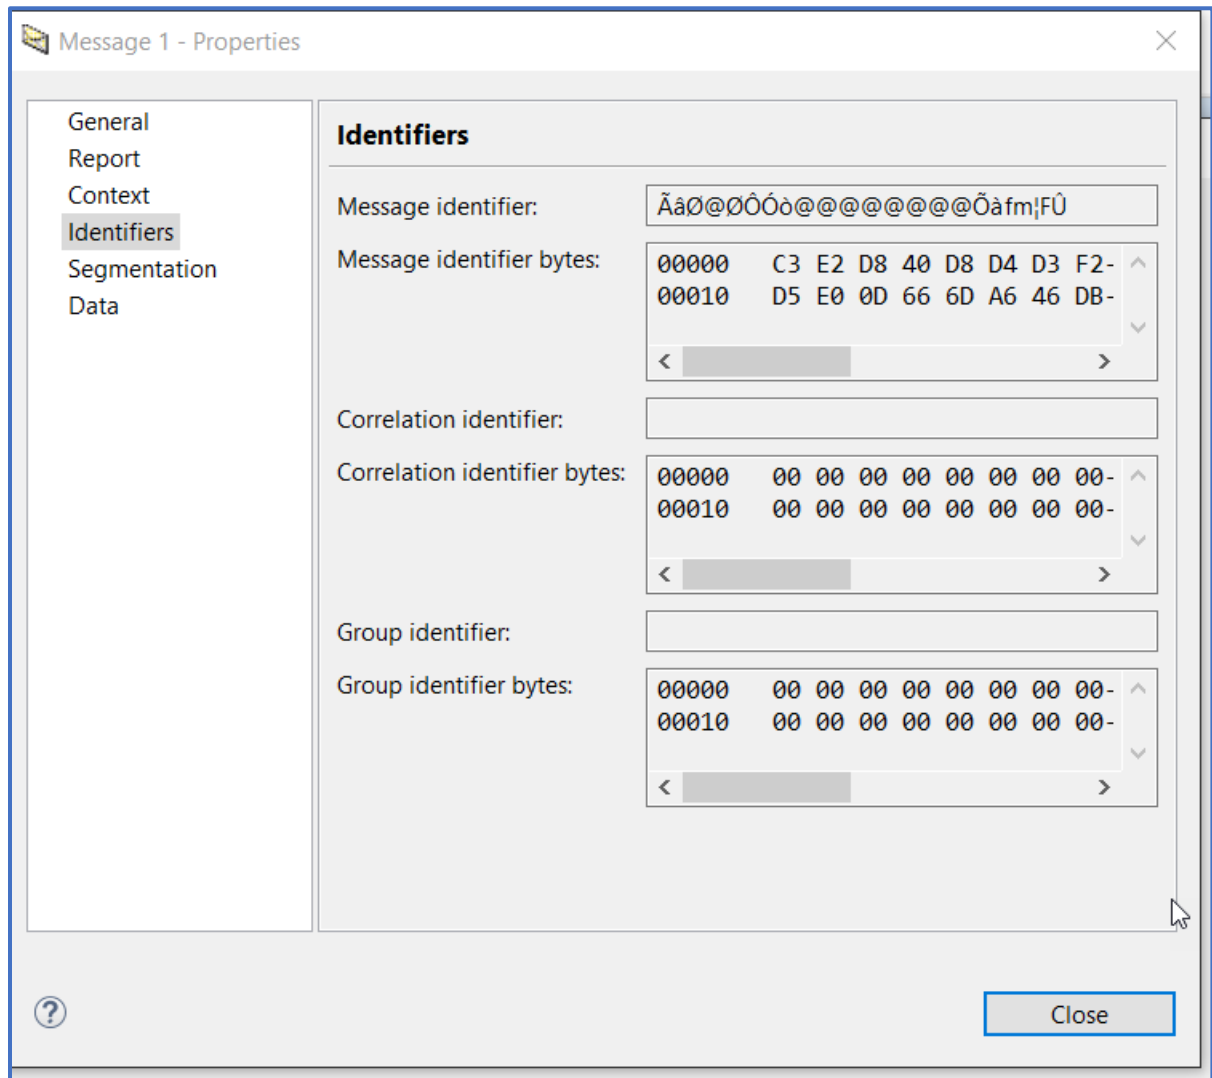 Message 1 - Properties
General
Report
Context
Identifiers
Segmentation
Data
Identifiers
Message identifier: ÃâØ@ØÔÓò@@@@@@@@Õàfm¦FÛ
Message identifier bytes: 00000 C3 E2 D8 40 D8 D4 D3 F2-
00010 D5 E0 0D 66 6D A6 46 DB-
Correlation identifier:
Correlation identifier bytes: 00000 00 00 00 00 00 00 00 00-
00010 00 00 00 00 00 00 00 00-
Group identifier:
Group identifier bytes: 00000 00 00 00 00 00 00 00 00-
00010 00 00 00 00 00 00 00 00-
?
Close